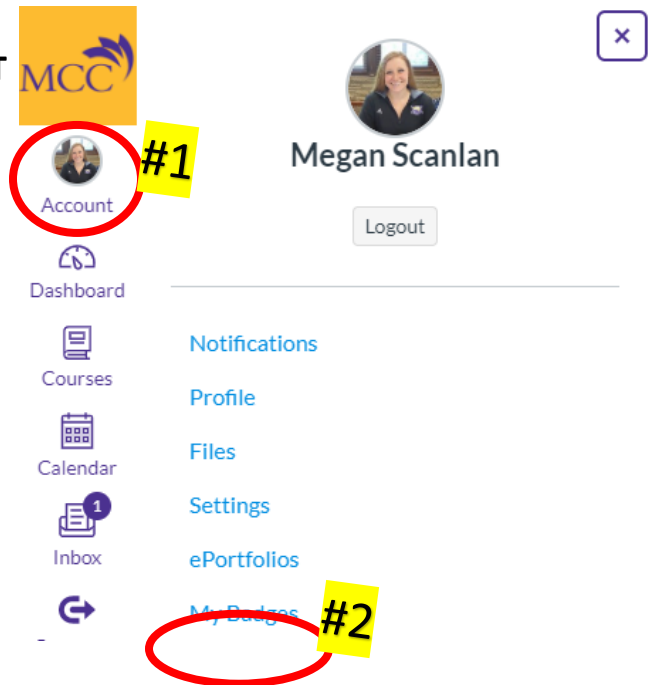 T
MCC
×
#1
Megan Scanlan
Account
Logout
Dashboard
Courses
Calendar
1
Inbox
Notifications
Profile
Files
Settings
ePortfolios
My Badges
#2